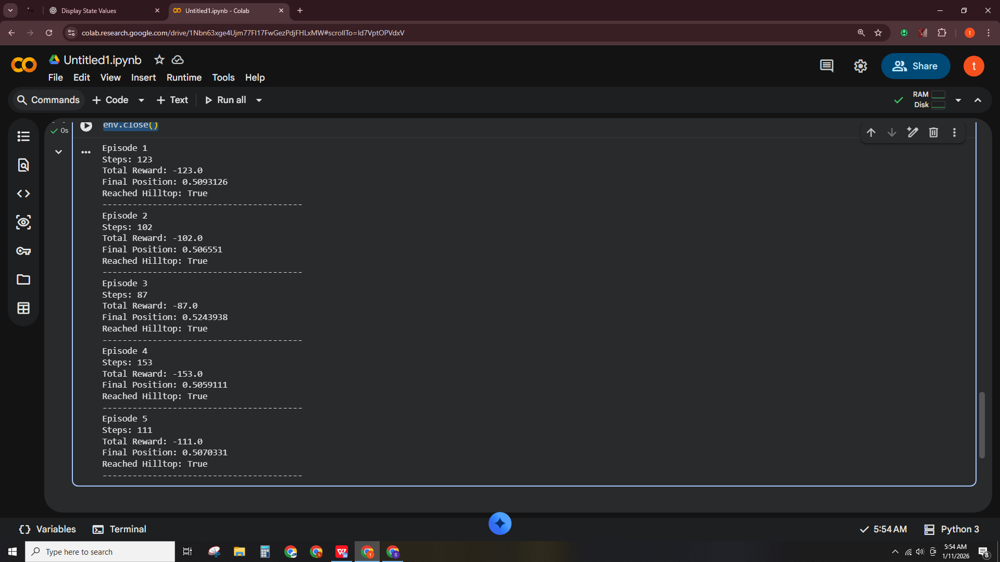 Display State Values
Untitled1.ipynb - Colab
colab.research.google.com/drive/1Nbn63xge4Ujm77FI17FwGezPdjFHLxMW#scrollTo=Id7VptOPVdxV
t
Untitled1.ipynb
Share
t
File Edit View Insert Runtime Tools Help
Commands + Code + Text Run all
RAM
Disk
0s
env.close()
Episode 1
Steps: 123
Total Reward: -123.0
Final Position: 0.5093126
Reached Hilltop: True
----------------------------------------
Episode 2
Steps: 102
Total Reward: -102.0
Final Position: 0.506551
Reached Hilltop: True
----------------------------------------
Episode 3
Steps: 87
Total Reward: -87.0
Final Position: 0.5243938
Reached Hilltop: True
----------------------------------------
Episode 4
Steps: 153
Total Reward: -153.0
Final Position: 0.5059111
Reached Hilltop: True
----------------------------------------
Episode 5
Steps: 111
Total Reward: -111.0
Final Position: 0.5070331
Reached Hilltop: True
----------------------------------------
{} Variables Terminal
5:54 AM Python 3
Type here to search
5:54 AM
1/11/2026
8